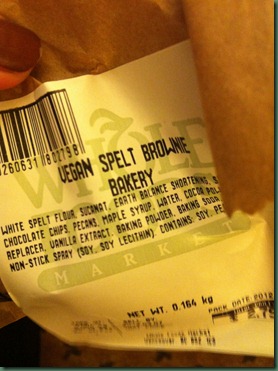 WHOLE
MARKET
260631 802798
VEGAN SPELT BROWNIE
BAKERY
WHITE SPELT FLOUR, SUCANAT, EARTH BALANCE SHORTENING, S
CHOCOLATE CHIPS, PECANS, MAPLE SYRUP, WATER, COCOA
REPLACER, VANILLA EXTRACT, BAKING POWDER, BAKING SODA,
NON-STICK SPRAY (SOY, SOY LECITHIN) CONTAINS: SOY,
NET WT. 0.164 kg
PACK DATE